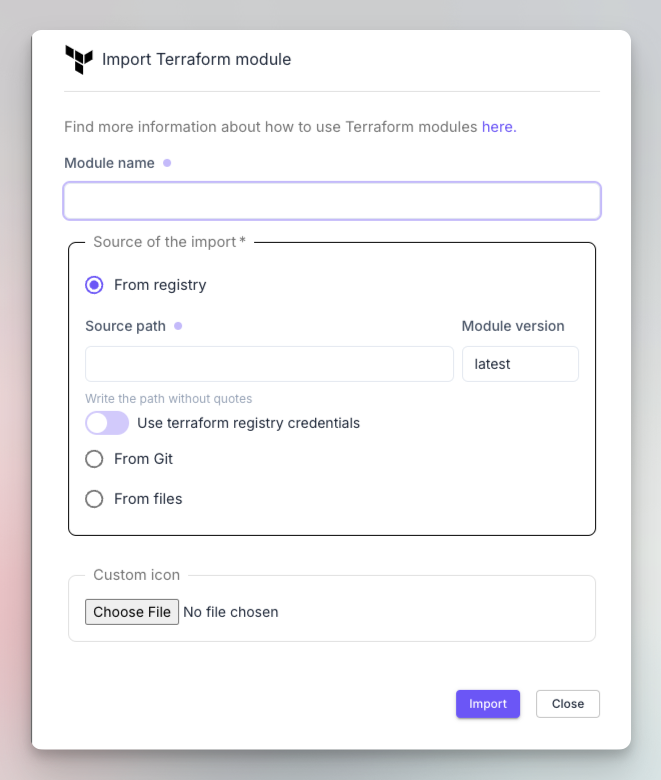 Import Terraform module
Find more information about how to use Terraform modules here.
Module name
Source of the import *
From registry
Source path
Module version
latest
Write the path without quotes
Use terraform registry credentials
From Git
From files
Custom icon
Choose File No file chosen
Import
Close